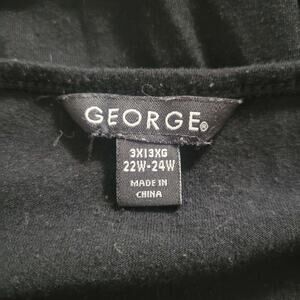 GEORGE®
3X|3XG
22W-24W
MADE IN
CHINA